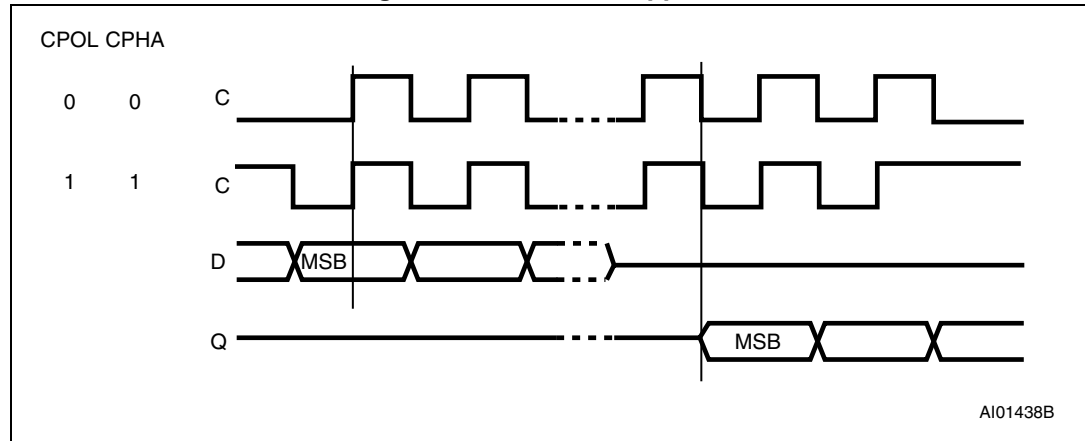 CPOL CPHA
0 0 C
1 1 C
D MSB
Q MSB
AI01438B